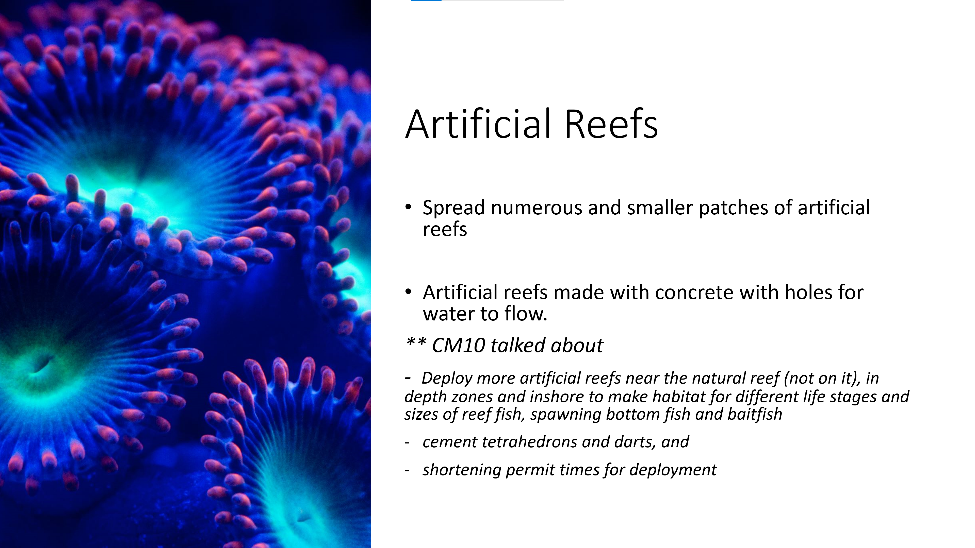 Artificial Reefs
• Spread numerous and smaller patches of artificial
reefs
• Artificial reefs made with concrete with holes for
water to flow.
** CM10 talked about
- Deploy more artificial reefs near the natural reef (not on it), in
depth zones and inshore to make habitat for different life stages and
sizes of reef fish, spawning bottom fish and baitfish
- cement tetrahedrons and darts, and
- shortening permit times for deployment